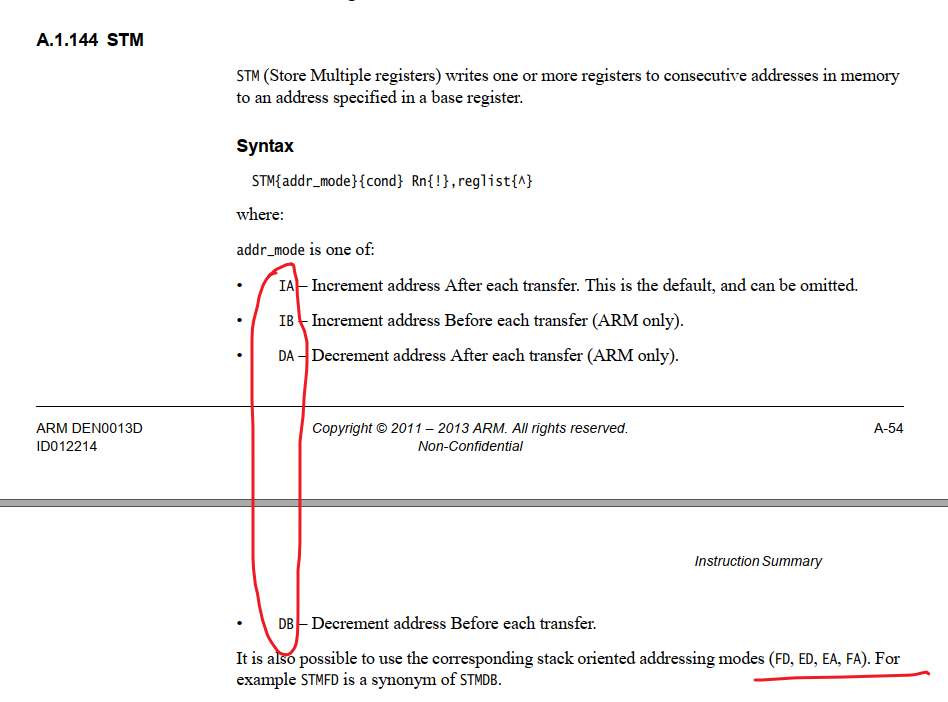 A.1.144 STM
STM (Store Multiple registers) writes one or more registers to consecutive addresses in memory
to an address specified in a base register.
Syntax
STM{addr_mode}{cond} Rn{!},reglist{^}
where:
addr_mode is one of:
• IA – Increment address After each transfer. This is the default, and can be omitted.
• IB – Increment address Before each transfer (ARM only).
• DA – Decrement address After each transfer (ARM only).
ARM DEN0013D Copyright © 2011 – 2013 ARM. All rights reserved. A-54
ID012214 Non-Confidential
Instruction Summary
• DB – Decrement address Before each transfer.
It is also possible to use the corresponding stack oriented addressing modes (FD, ED, EA, FA). For
example STMFD is a synonym of STMDB.